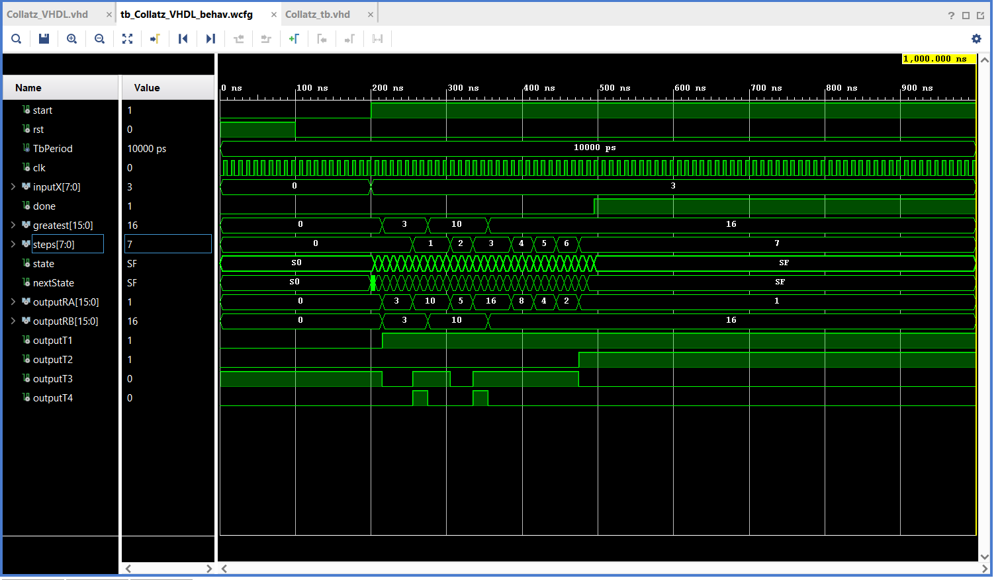 Collatz_VHDL.vhd × tb_Collatz_VHDL_behav.wcfg × Collatz_tb.vhd ×
?
1,000.000 ns
Name Value
0 ns 100 ns 200 ns 300 ns 400 ns 500 ns 600 ns 700 ns 800 ns 900 ns
start 1
rst 0
TbPeriod 10000 ps 10000 ps
clk 0
inputX[7:0] 3 0 3
done 1
greatest[15:0] 16 0 3 10 16
steps[7:0] 7 0 1 2 3 4 5 6 7
state SF S0 SF
nextState SF S0 SF
outputRA[15:0] 1 0 3 10 5 16 8 4 2 1
outputRB[15:0] 16 0 3 10 16
outputT1 1
outputT2 1
outputT3 0
outputT4 0